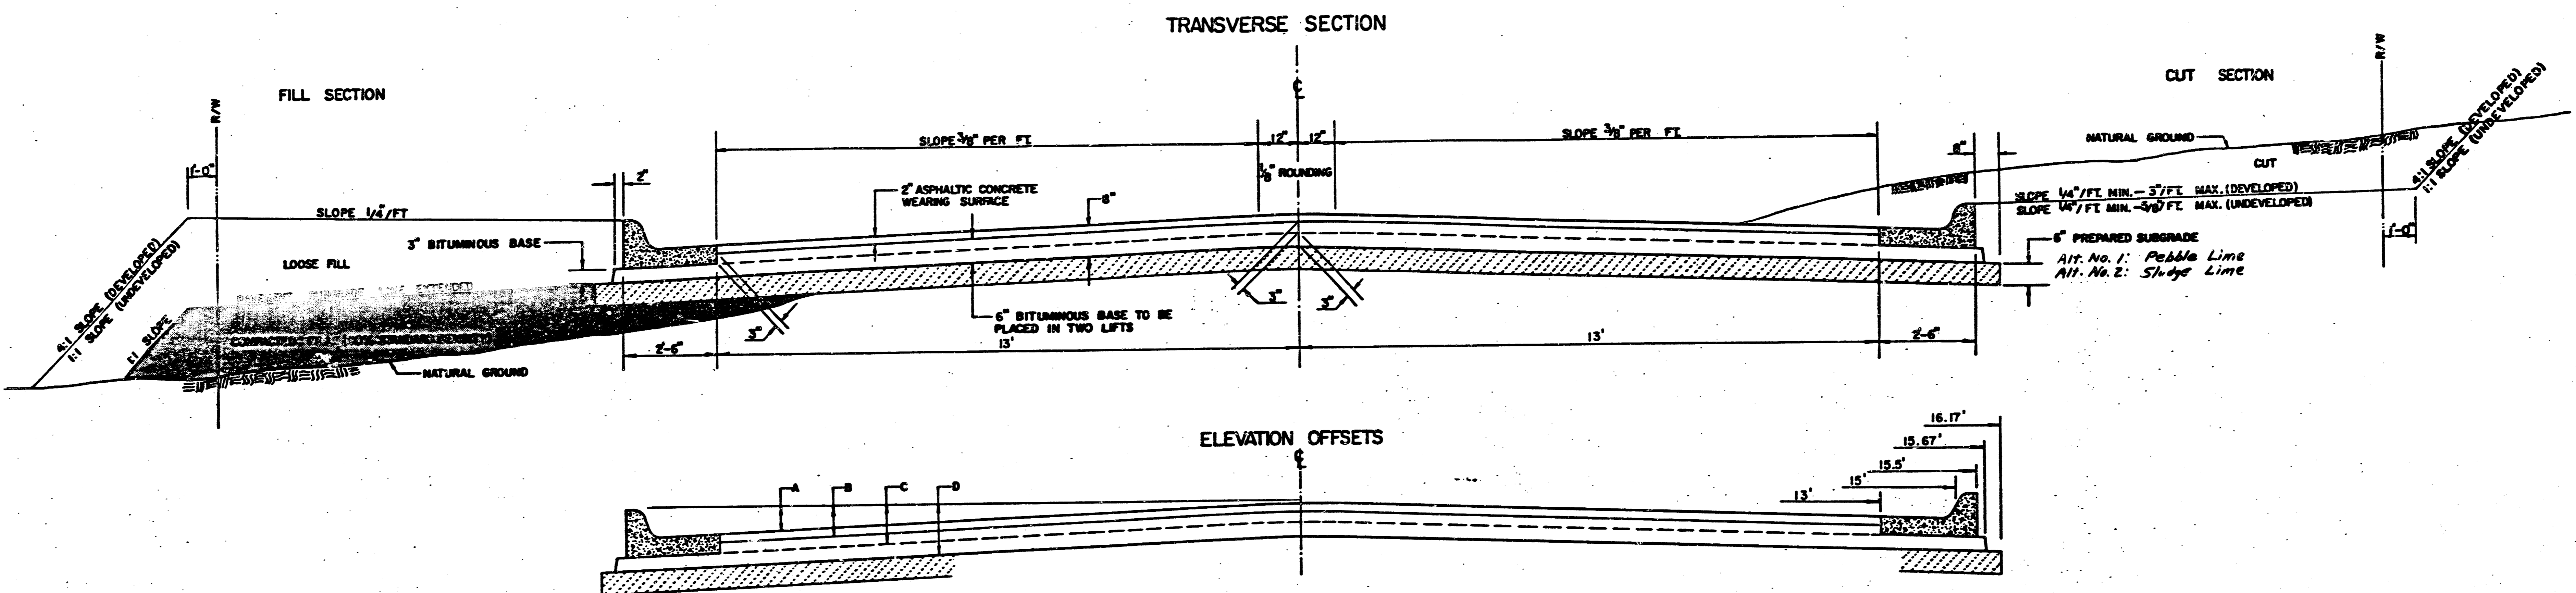 TRANSVERSE SECTION
FILL SECTION
CUT SECTION
R/W
R/W
℄
1'-0"
2"
SLOPE 3/8" PER FT.
12"
12"
SLOPE 3/8" PER FT.
1/8" ROUNDING
8"
NATURAL GROUND
CUT
4:1 SLOPE (DEVELOPED)
1:1 SLOPE (UNDEVELOPED)
SLOPE 1/4"/FT
2" ASPHALTIC CONCRETE
WEARING SURFACE
8"
SLOPE 1/4"/FT. MIN. – 3"/FT. MAX. (DEVELOPED)
SLOPE 1/4"/FT. MIN. – 5/8"/FT. MAX. (UNDEVELOPED)
1'-0"
3" BITUMINOUS BASE
LOOSE FILL
4:1 SLOPE (DEVELOPED)
1:1 SLOPE (UNDEVELOPED)
1:1 SLOPE
EXTENDED
COMPACTED FILL
6" PREPARED SUBGRADE
Alt. No. 1: Pebble Lime
Alt. No. 2: Sludge Lime
3"
3"
3"
6" BITUMINOUS BASE TO BE
PLACED IN TWO LIFTS
2'-6"
13'
13'
2'-6"
NATURAL GROUND
ELEVATION OFFSETS
℄
A
B
C
D
16.17'
15.67'
15.5'
15'
13'